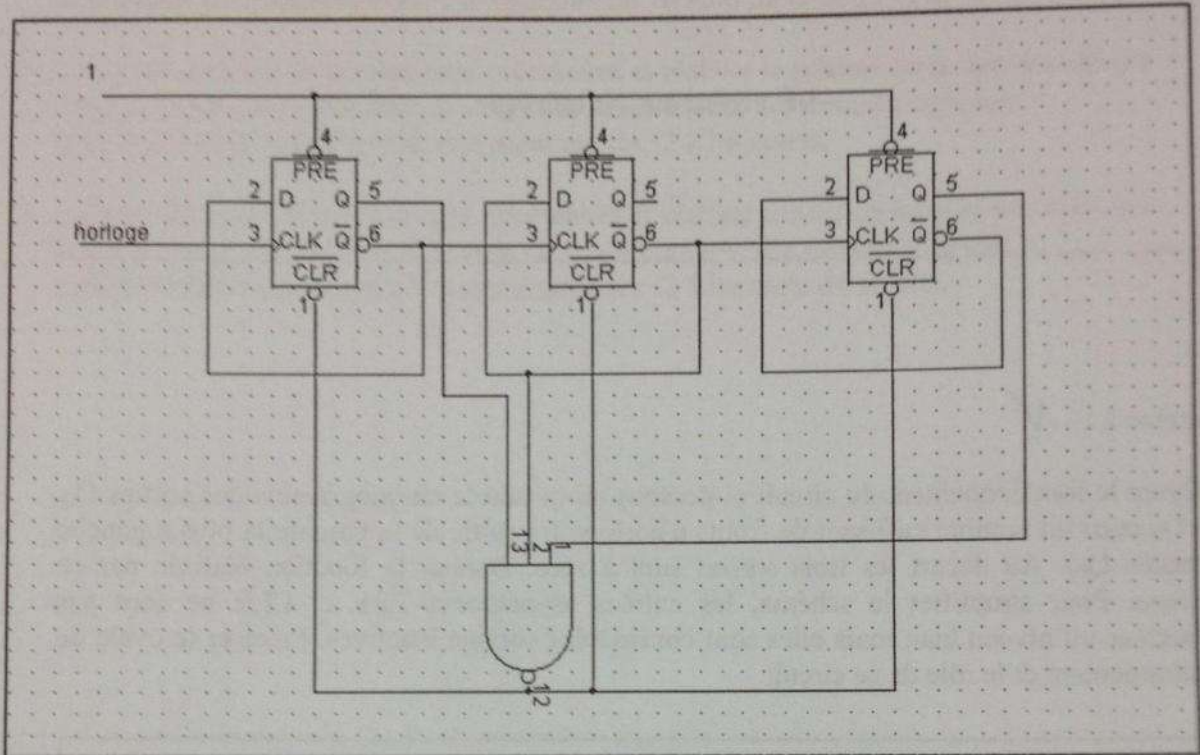 1
4 4 4
PRE PRE PRE
2 D Q 5 2 D Q 5 2 D Q 5
horloge 3 CLK Q 6 3 CLK Q 6 3 CLK Q 6
CLR CLR CLR
1 1 1
13 2 1
12